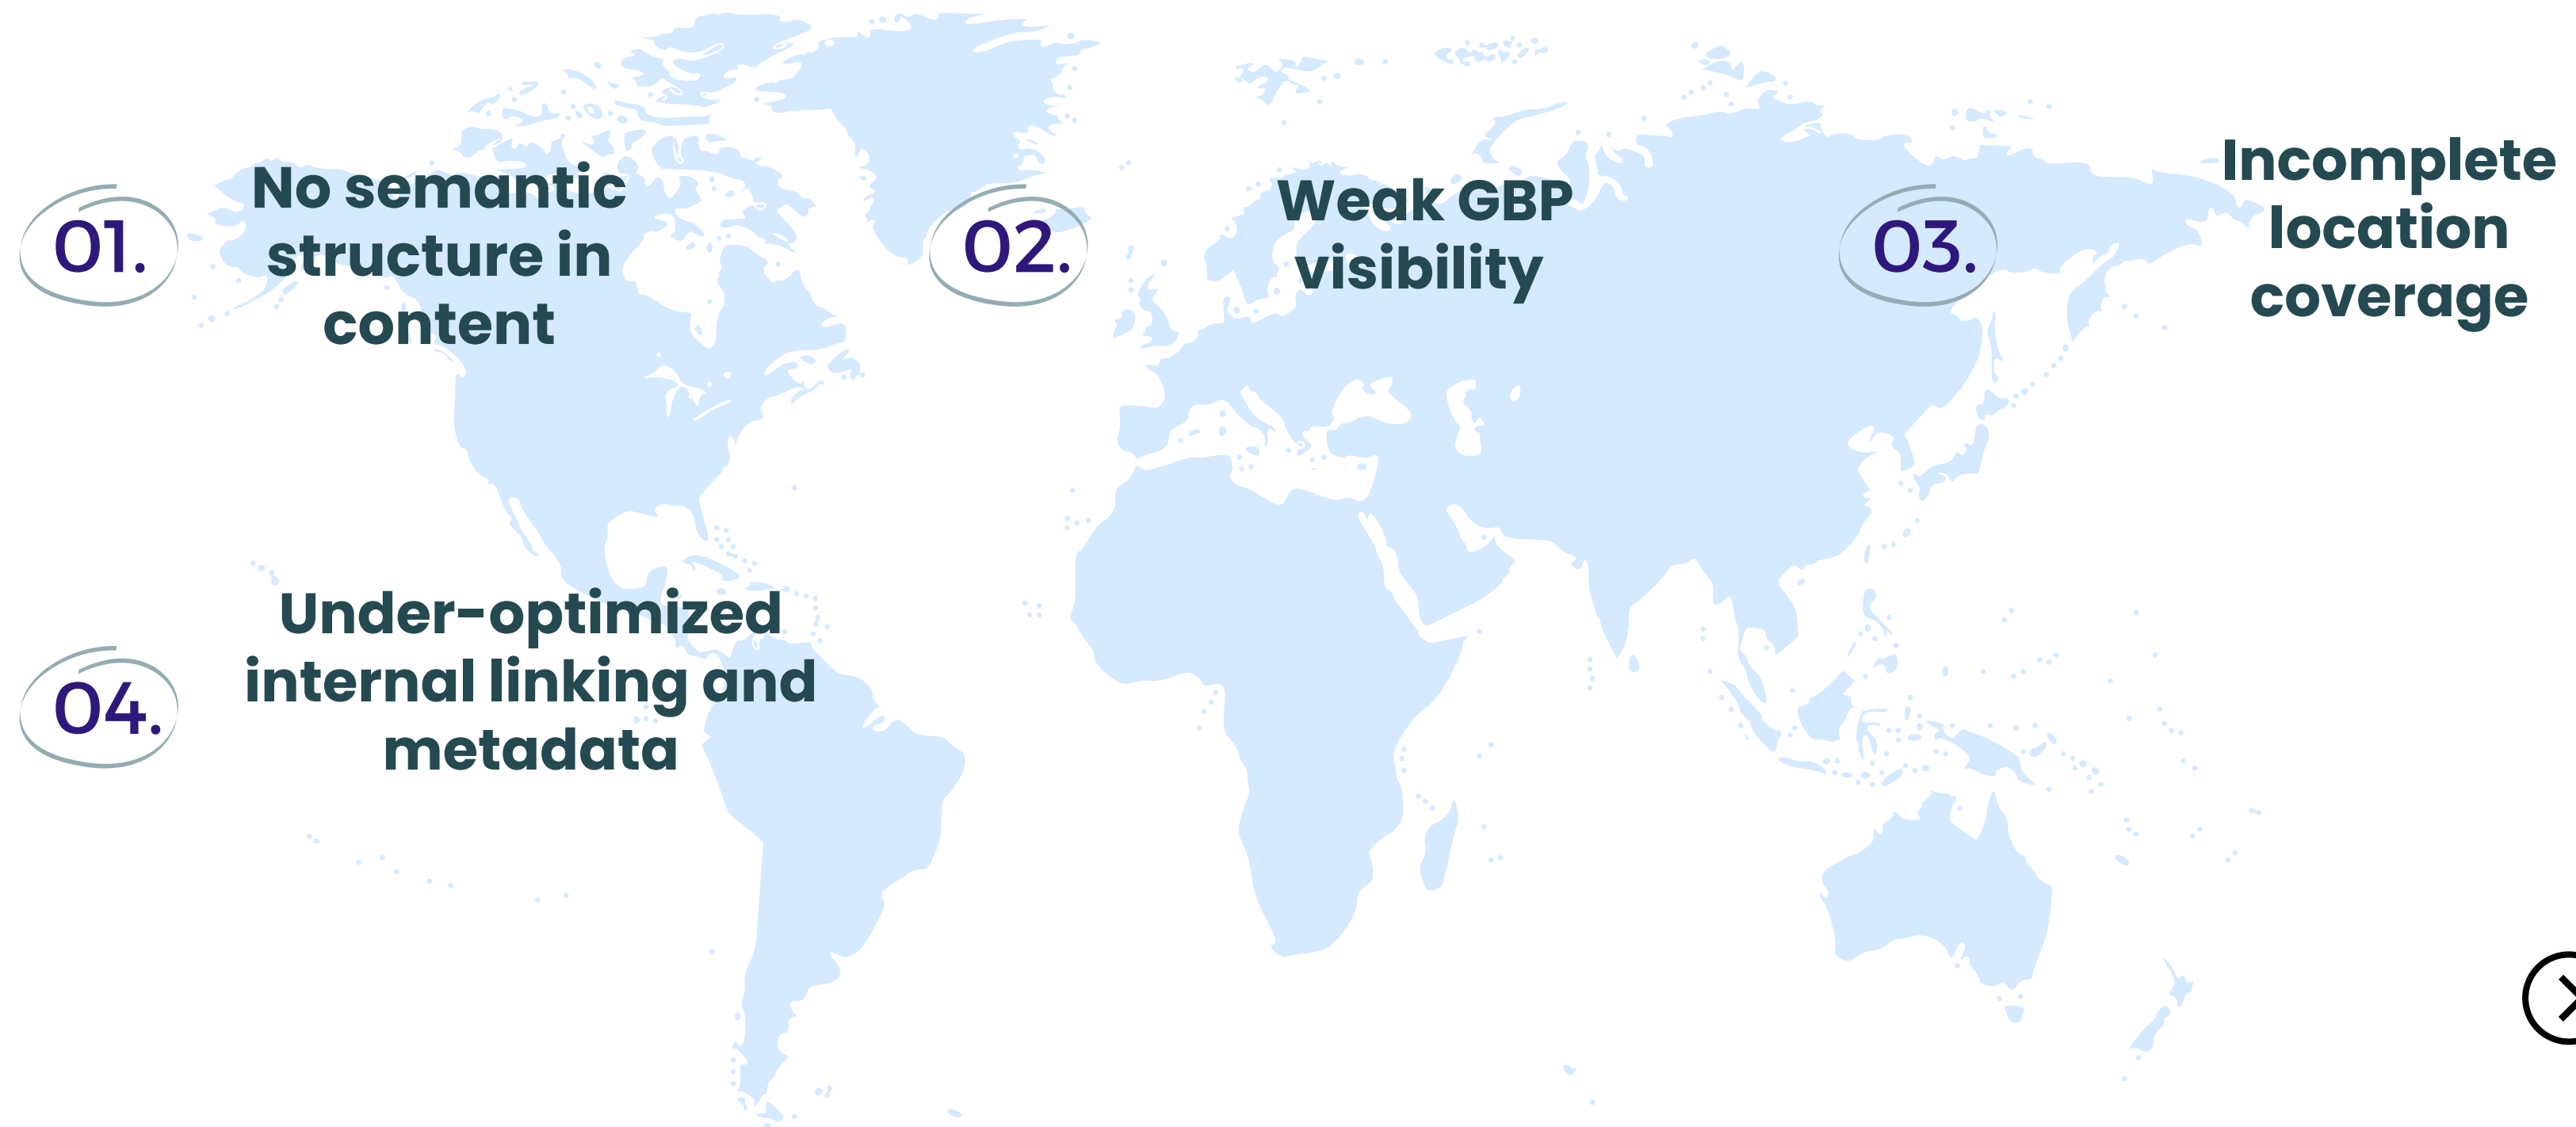 01.
No semantic
structure in
content
02.
Weak GBP
visibility
03.
Incomplete
location
coverage
04.
Under-optimized
internal linking and
metadata